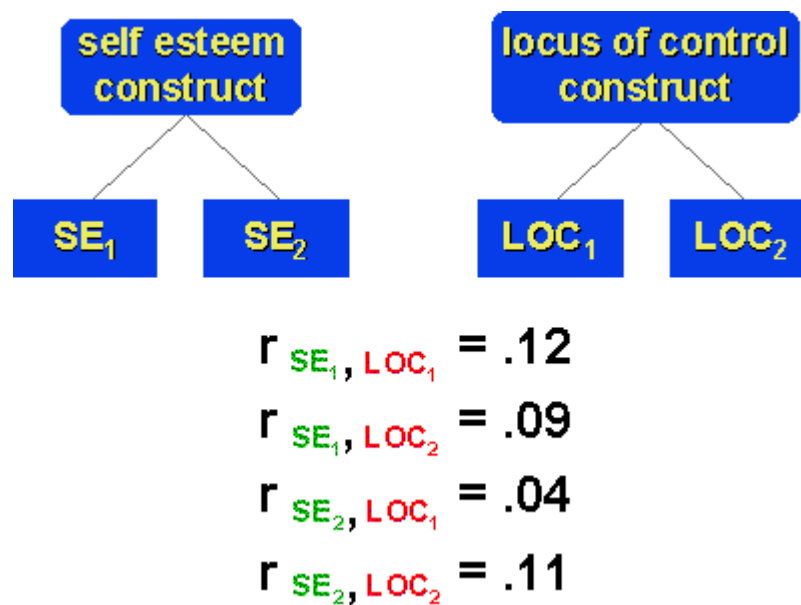 self esteem construct
locus of control construct
SE₁
SE₂
LOC₁
LOC₂
r SE₁, LOC₁ = .12
r SE₁, LOC₂ = .09
r SE₂, LOC₁ = .04
r SE₂, LOC₂ = .11